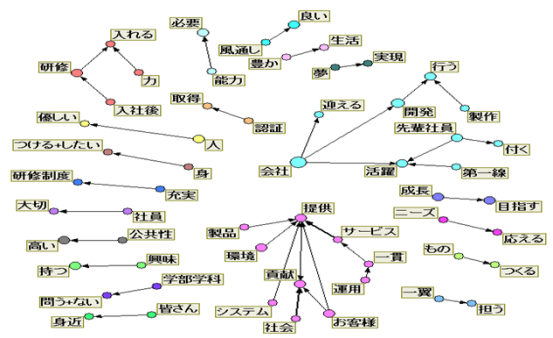 必要
良い
入れる
風通し
生活
豊か
実現
研修
力
能力
夢
行う
入社後
取得
迎える
開発
製作
優しい
認証
先輩社員
人
付く
つける+したい
会社
活躍
第一線
身
研修制度
充実
成長
目指す
大切
社員
提供
ニーズ
製品
サービス
応える
公共性
環境
高い
一貫
もの
興味
貢献
持つ
運用
つくる
学部学科
問う+ない
システム
一翼
皆さん
社会
お客様
担う
身近